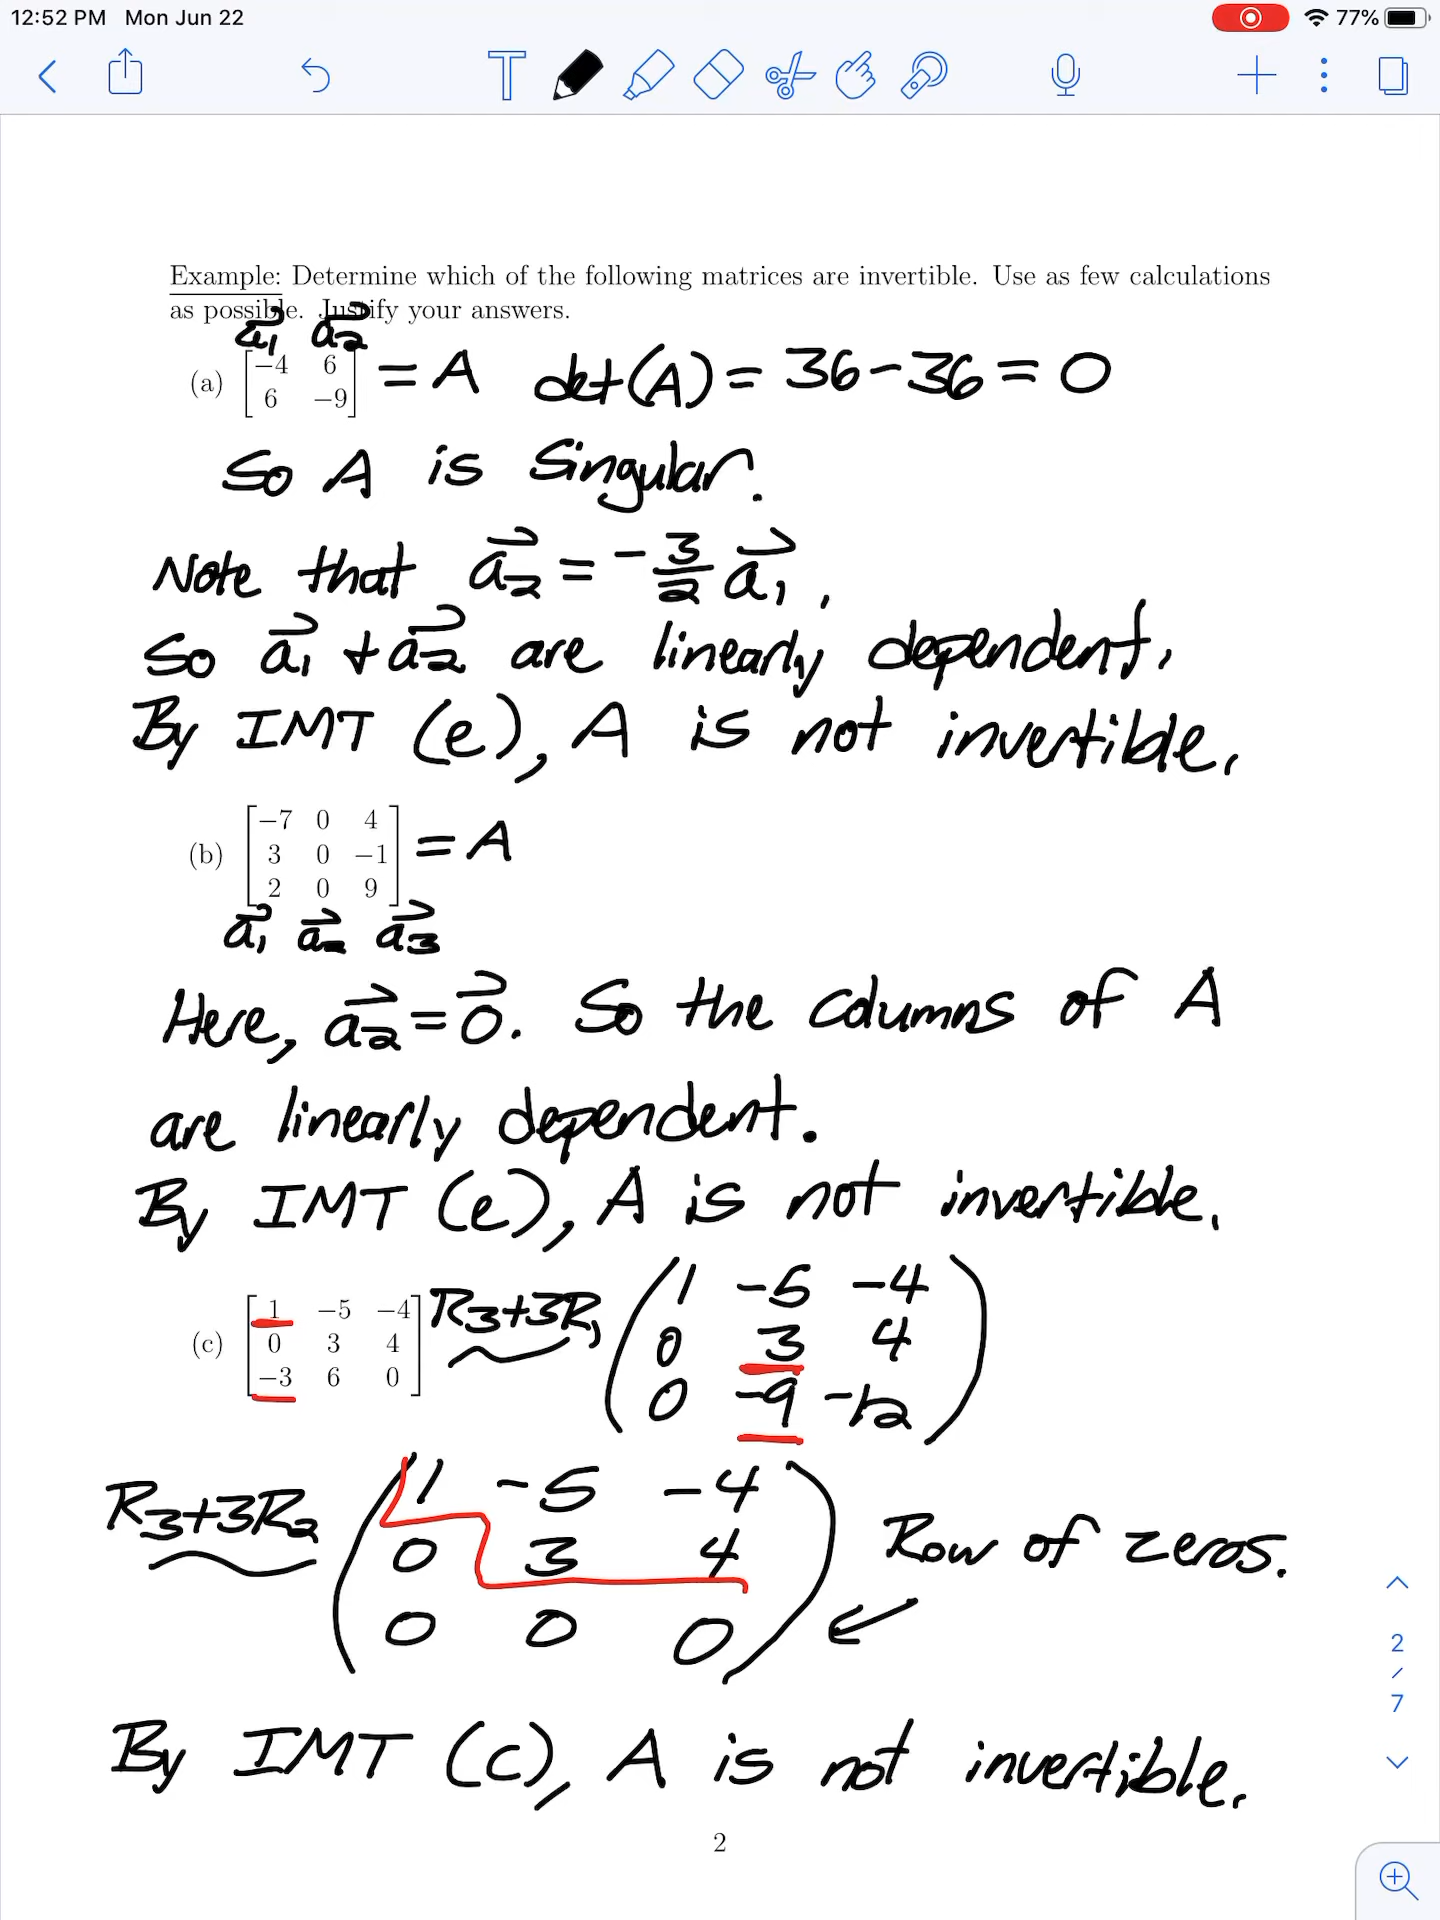 12:52 PM Mon Jun 22 77%
Example: Determine which of the following matrices are invertible. Use as few calculations
as possible. Justify your answers.
a⃗₁ a⃗₂
(a) [−4 6; 6 −9] = A det(A) = 36 − 36 = 0
So A is singular.
Note that a⃗₂ = −3/2 a⃗₁,
So a⃗₁ + a⃗₂ are linearly dependent.
By IMT (e), A is not invertible.
(b) [−7 0 4; 3 0 −1; 2 0 9] = A
a⃗₁ a⃗₂ a⃗₃
Here, a⃗₂ = 0⃗. So the columns of A
are linearly dependent.
By IMT (e), A is not invertible.
(c) [1 −5 −4; 0 3 4; −3 6 0] R₃+3R₁ (1 −5 −4; 0 3 4; 0 −9 −12)
R₃+3R₂ (1 −5 −4; 0 3 4; 0 0 0) Row of zeros.
By IMT (c), A is not invertible.
2
/
7
2